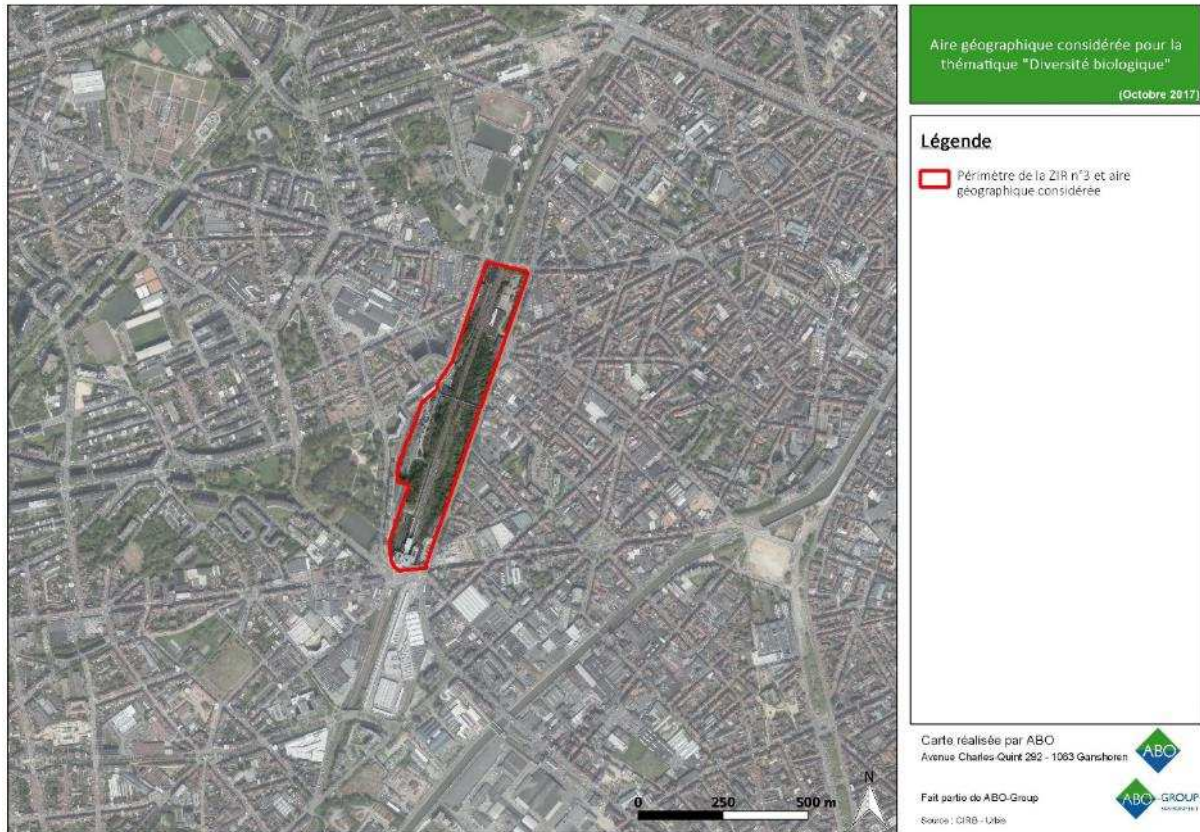 Aire géographique considérée pour la
thématique "Diversité biologique"
(Octobre 2017)
Légende
Périmètre de la ZIR n°3 et aire
géographique considérée
Carte réalisée par ABO
Avenue Charles-Quint 292 - 1083 Ganshoren
ABO
Fait partie de ABO-Group
ABO-GROUP
Source : CIRB - Urbis
N
0 250 500 m